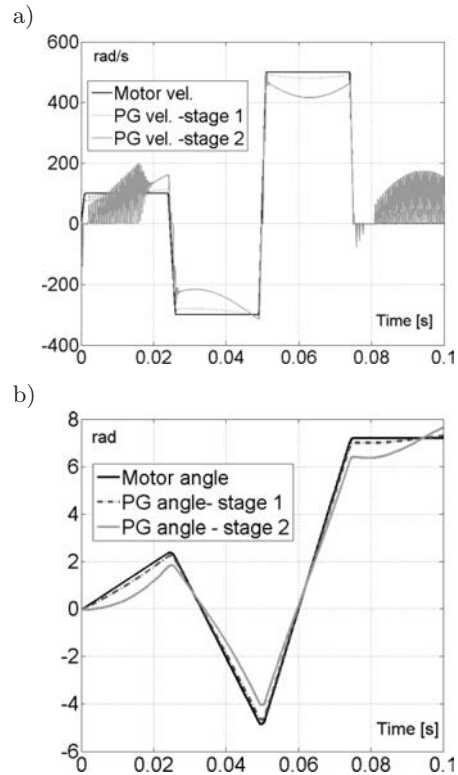 a)
600
rad/s
400
Motor vel.
PG vel. -stage 1
PG vel. -stage 2
200
0
-200
Time [s]
-400
0 0.02 0.04 0.06 0.08 0.1
b)
8
rad
6
Motor angle
4
PG angle- stage 1
PG angle - stage 2
2
0
-2
-4
Time [s]
-6
0 0.02 0.04 0.06 0.08 0.1